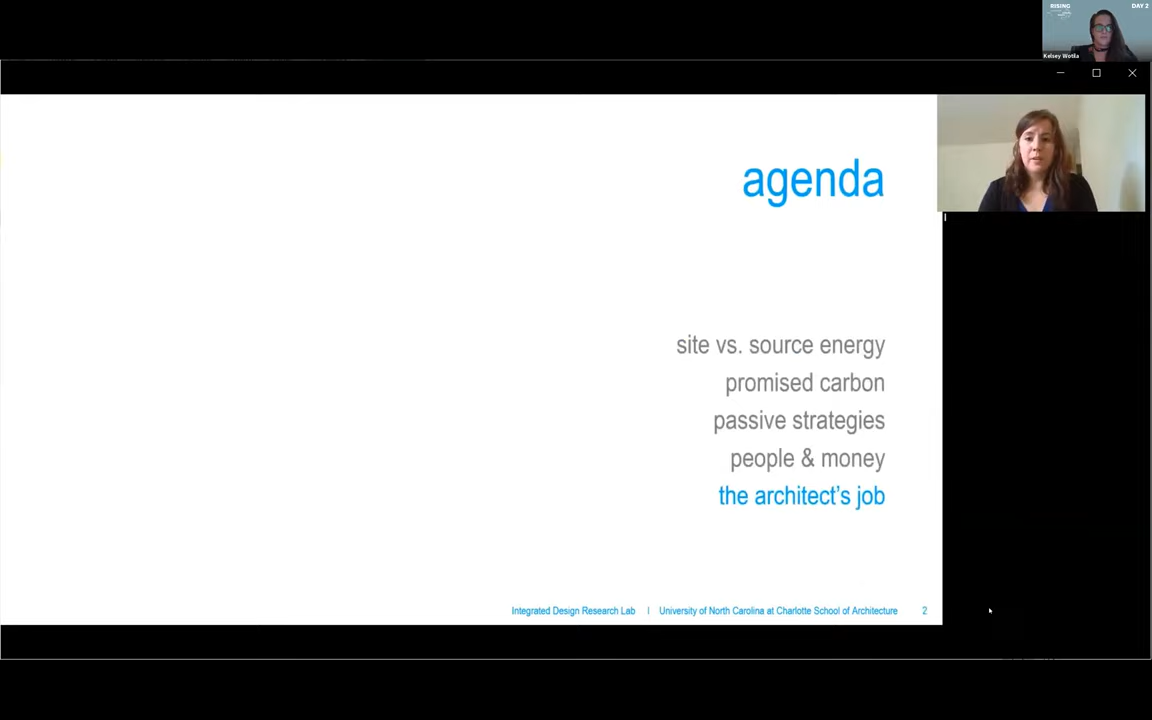 RISING
DAY 2
Kelsey Wotila
agenda
site vs. source energy
promised carbon
passive strategies
people & money
the architect's job
Integrated Design Research Lab | University of North Carolina at Charlotte School of Architecture 2